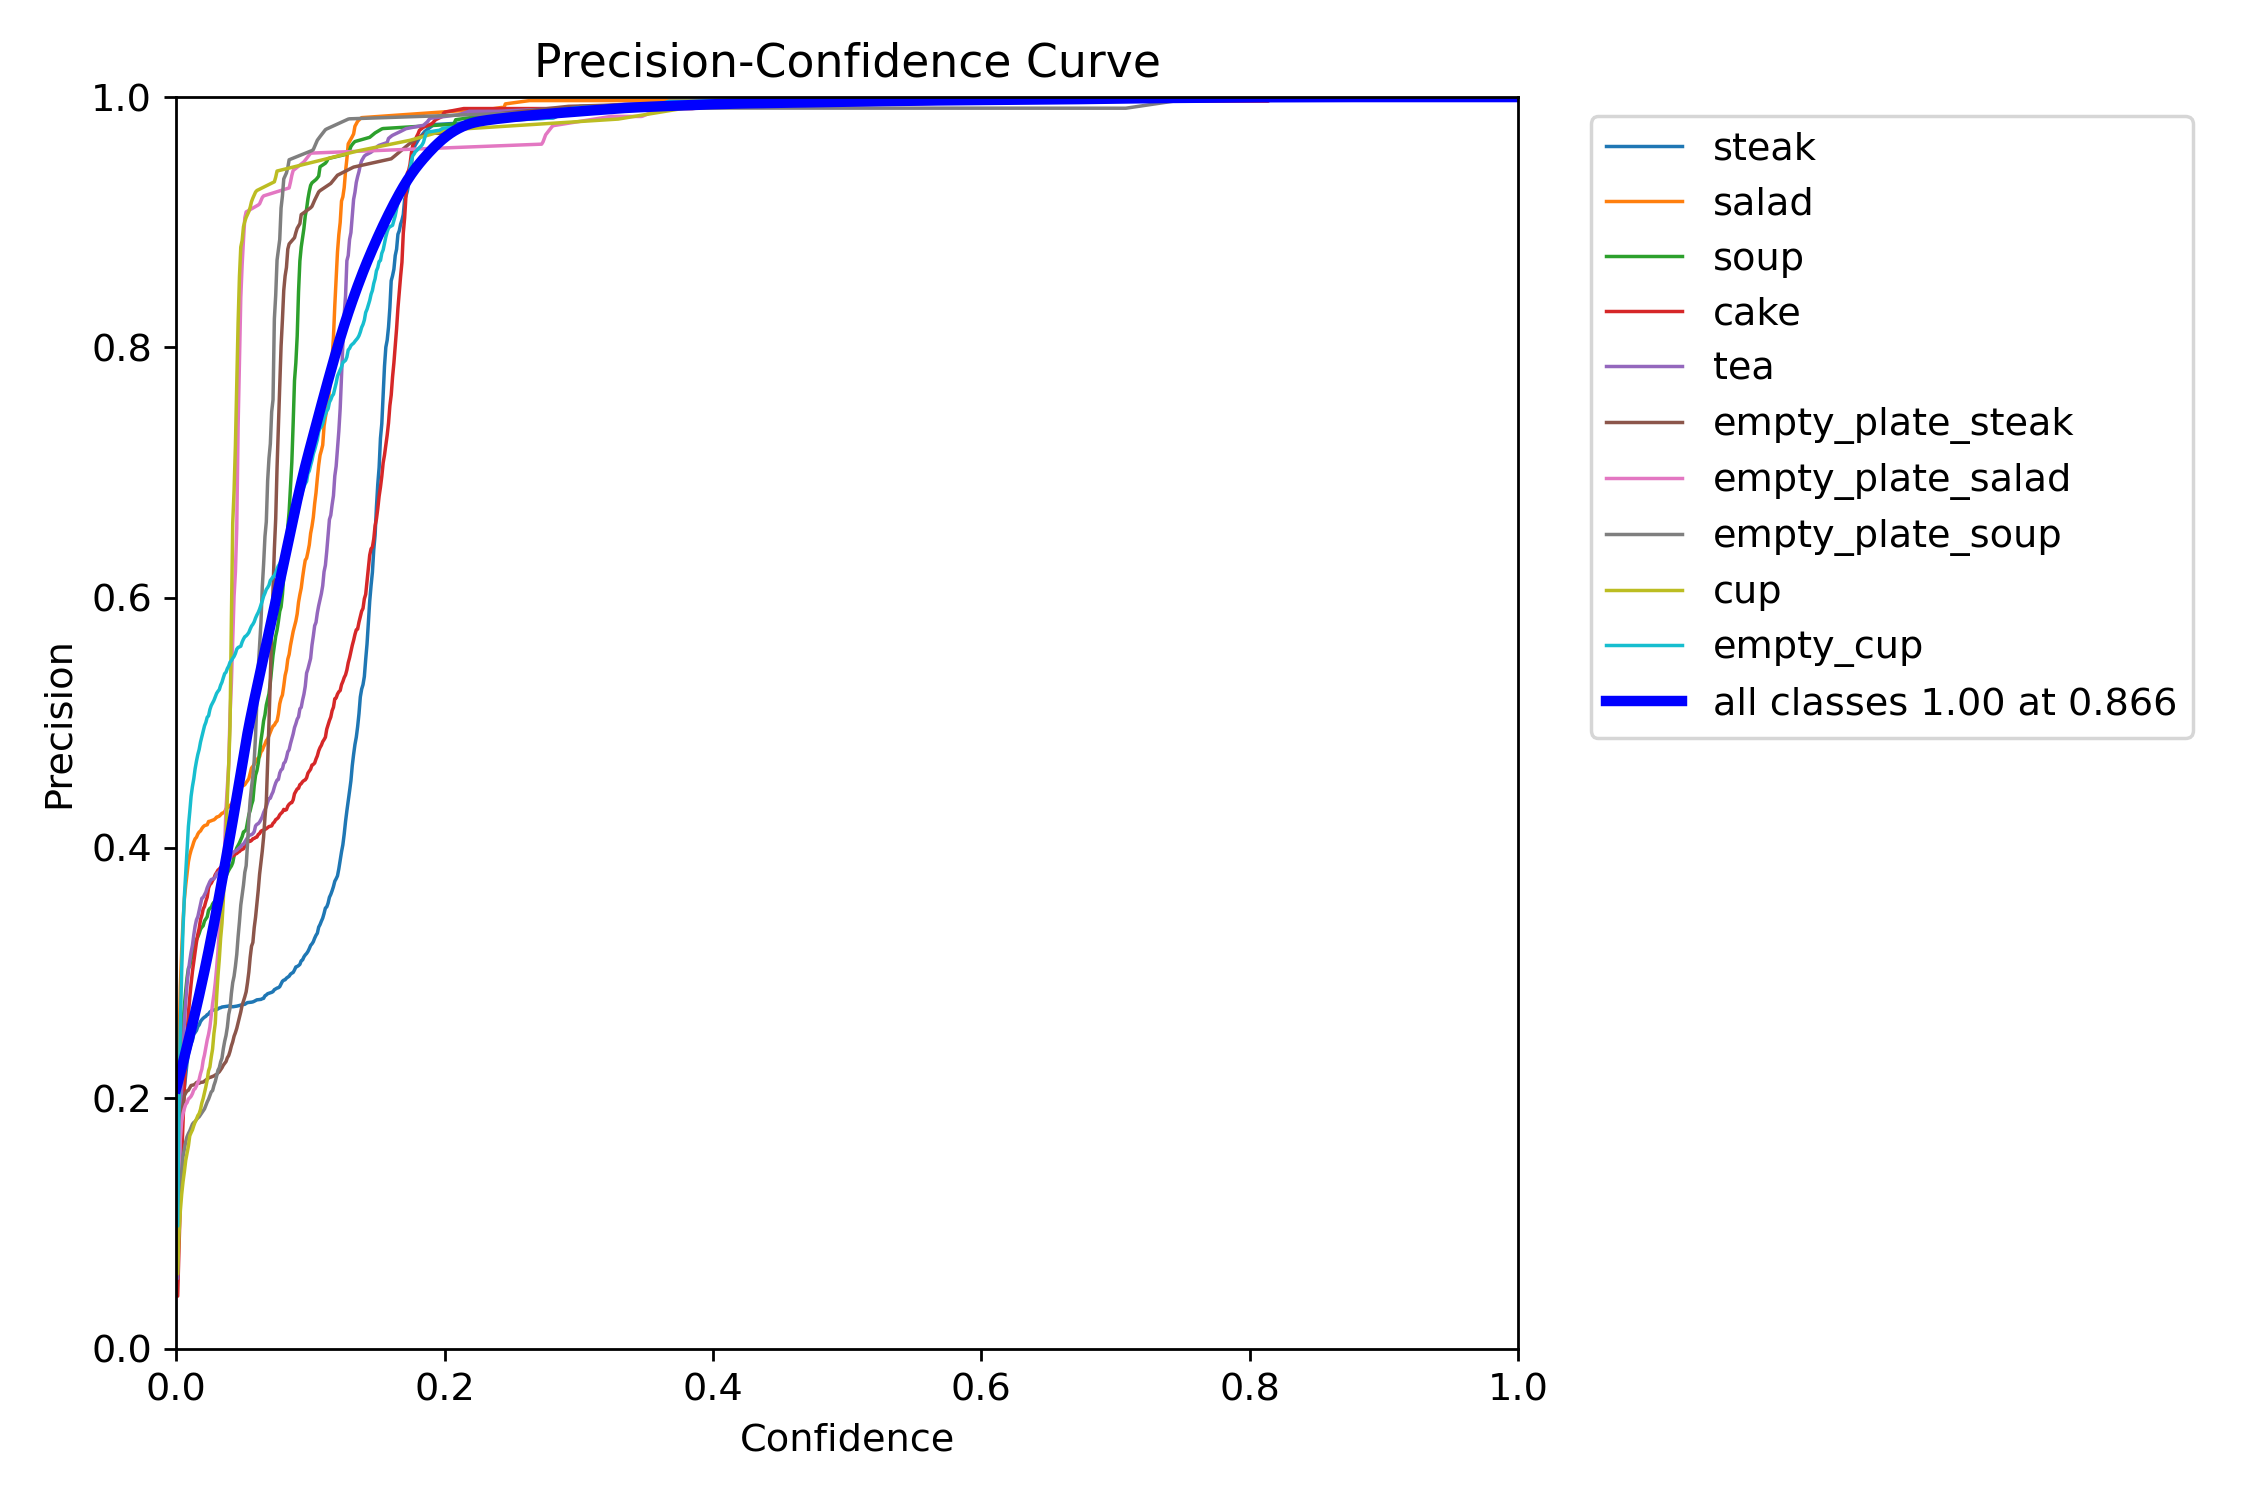 Precision-Confidence Curve
1.0
0.8
0.6
0.4
0.2
0.0
Precision
0.0 0.2 0.4 0.6 0.8 1.0
Confidence
steak
salad
soup
cake
tea
empty_plate_steak
empty_plate_salad
empty_plate_soup
cup
empty_cup
all classes 1.00 at 0.866